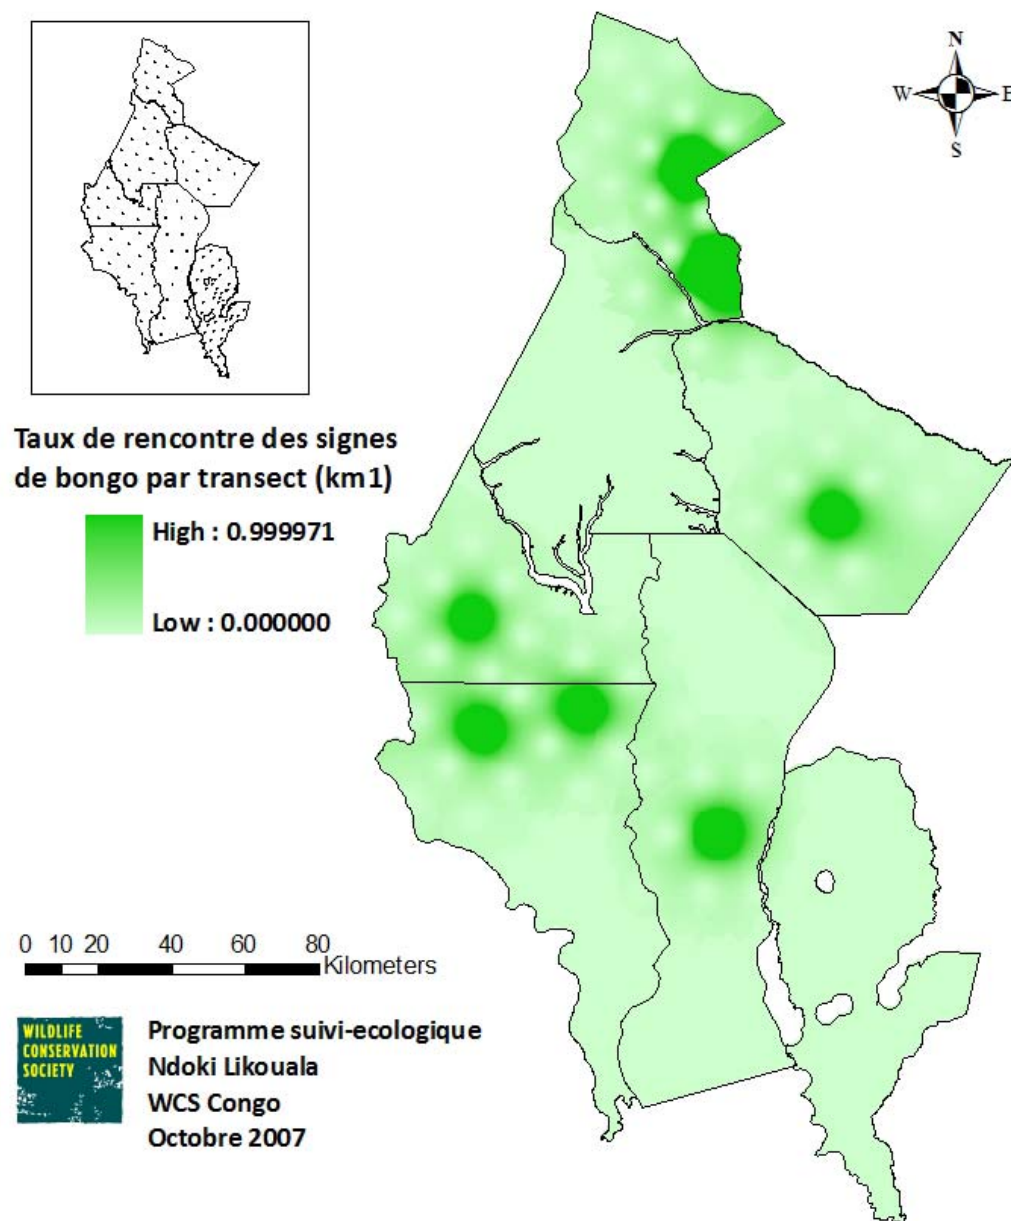 N
W E
S
Taux de rencontre des signes
de bongo par transect (km1)
High : 0.999971
Low : 0.000000
0 10 20 40 60 80
Kilometers
WILDLIFE
CONSERVATION
SOCIETY
Programme suivi-ecologique
Ndoki Likouala
WCS Congo
Octobre 2007